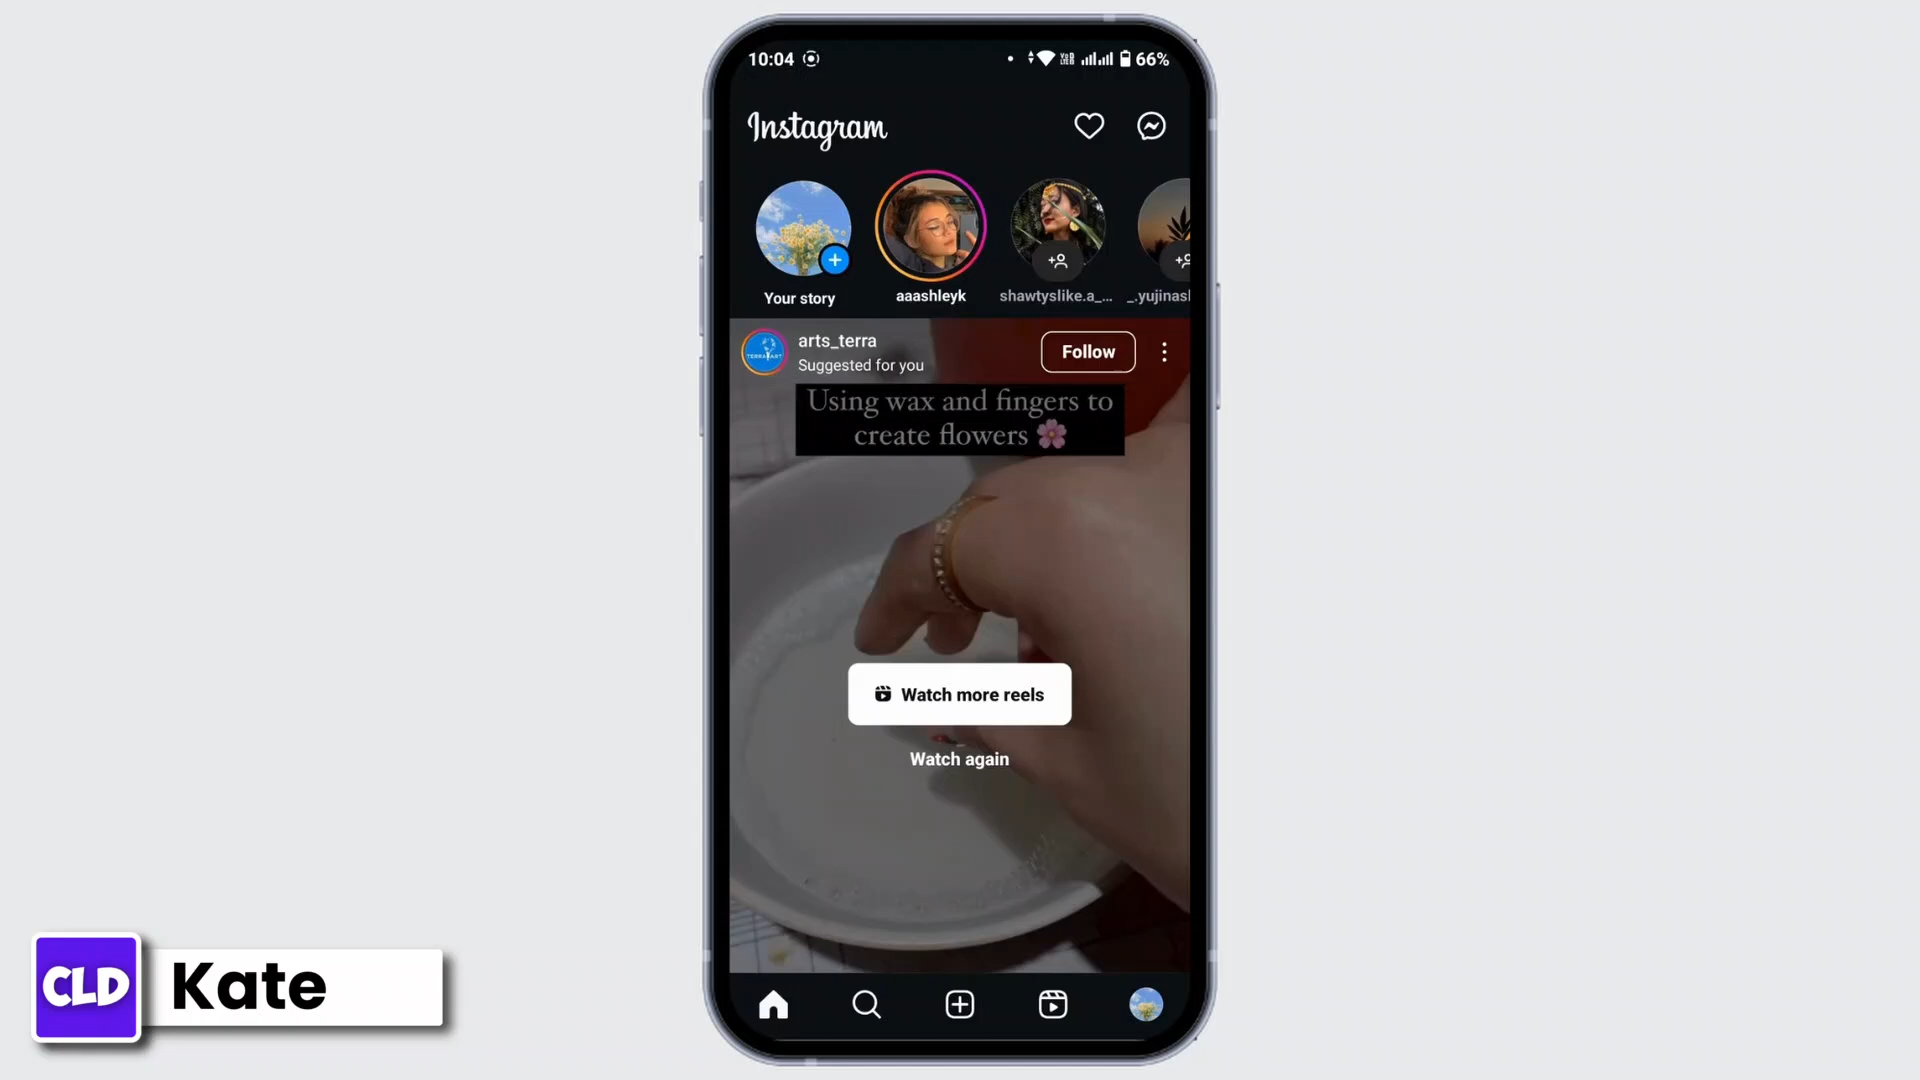 10:04
66%
Instagram
Your story
aaashleyk
shawtyslike.a_...
_.yujinasl
arts_terra
Suggested for you
Follow
Using wax and fingers to
create flowers 🌸
Watch more reels
Watch again
CLD
Kate